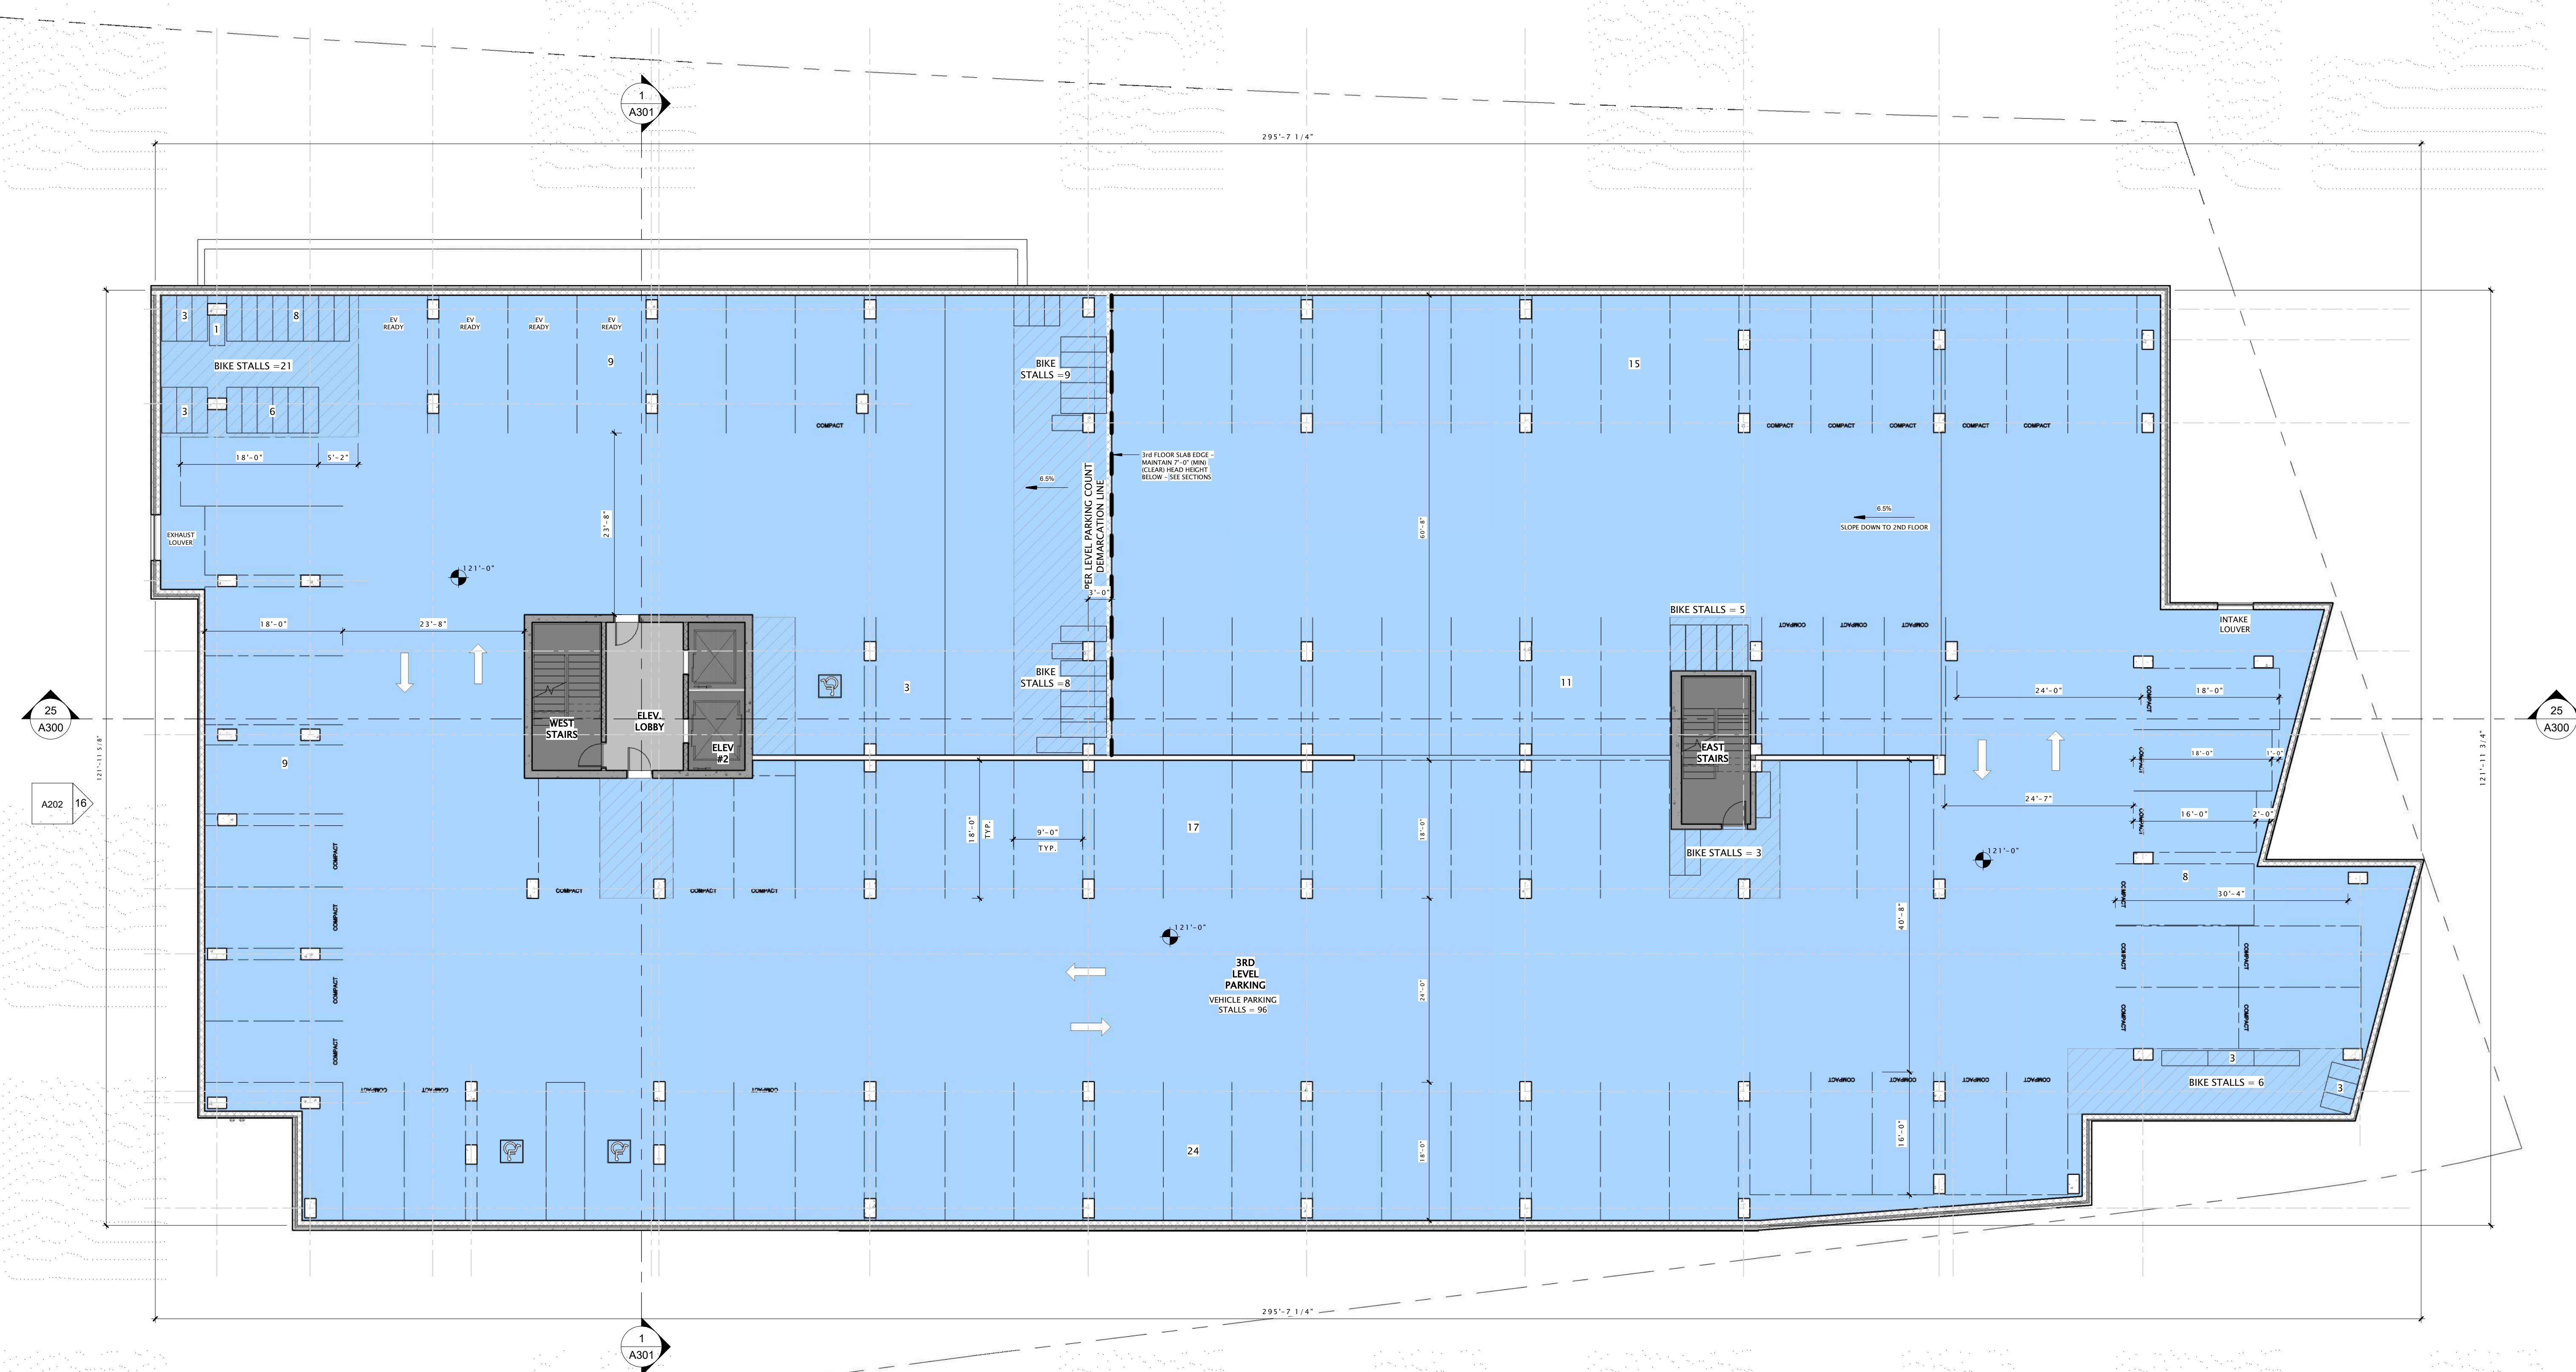 1
A301
295'-7 1/4"
3
1
8
EV
READY
EV
READY
EV
READY
EV
READY
BIKE STALLS =21
9
BIKE
STALLS =9
15
3
6
COMPACT
COMPACT
COMPACT
COMPACT
COMPACT
COMPACT
18'-0"
5'-2"
3rd FLOOR SLAB EDGE -
MAINTAIN 7'-0" (MIN)
(CLEAR) HEAD HEIGHT
BELOW - SEE SECTIONS
6.5%
PER LEVEL PARKING COUNT
DEMARCATION LINE
23'-8"
60'-8"
6.5%
SLOPE DOWN TO 2ND FLOOR
EXHAUST
LOUVER
121'-0"
3'-0"
BIKE STALLS = 5
18'-0"
23'-8"
COMPACT
COMPACT
COMPACT
INTAKE
LOUVER
BIKE
STALLS =8
3
11
24'-0"
18'-0"
COMPACT
25
A300
25
A300
WEST
STAIRS
ELEV.
LOBBY
ELEV
#2
EAST
STAIRS
121'-11 5/8"
121'-11 3/4"
9
COMPACT
18'-0"
1'-0"
A202
16
24'-7"
COMPACT
16'-0"
2'-0"
18'-0"
TYP.
9'-0"
TYP.
17
18'-0"
BIKE STALLS = 3
121'-0"
COMPACT
COMPACT
COMPACT
COMPACT
8
COMPACT
30'-4"
COMPACT
40'-8"
121'-0"
3RD
LEVEL
PARKING
VEHICLE PARKING
STALLS = 96
24'-0"
COMPACT
COMPACT
COMPACT
COMPACT
COMPACT
COMPACT
3
BIKE STALLS = 6
3
COMPACT
COMPACT
COMPACT
COMPACT
COMPACT
COMPACT
COMPACT
24
18'-0"
16'-0"
295'-7 1/4"
1
A301